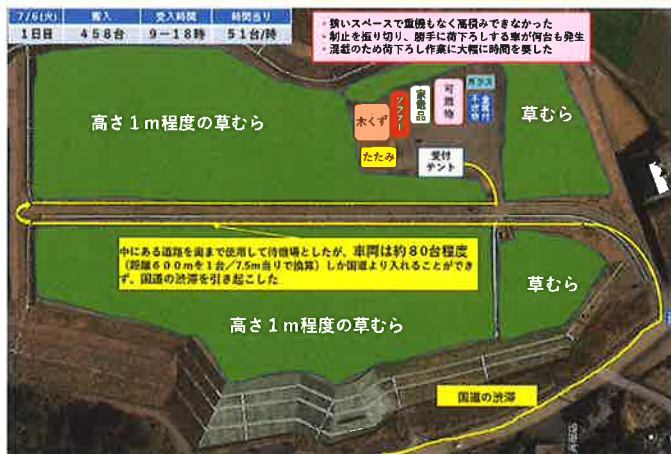 7/6(火) 搬入 受入時間 時間当り
1日目 458台 9－18時 51台/時
・狭いスペースで重機もなく高積みできなかった
・制止を振り切り、勝手に荷下ろしする車が何台も発生
・混載のため荷下ろし作業に大幅に時間を要した
高さ１ｍ程度の草むら
木くず
ソファー
家電品
可燃物
ガラス
金属付
不燃物
草むら
たたみ
受付
テント
中にある道路を奥まで使用して待機場としたが、車両は約８０台程度
（距離６００ｍを１台／7.5ｍ当りで換算）しか国道より入れることができ
ず、国道の渋滞を引き起こした
草むら
高さ１ｍ程度の草むら
国道の渋滞